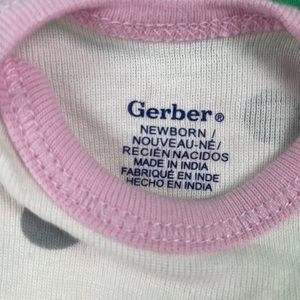 Gerber®
NEWBORN /
NOUVEAU-NÉ/
RECIÉN NACIDOS
MADE IN INDIA
FABRIQUÉ EN INDE
HECHO EN INDIA